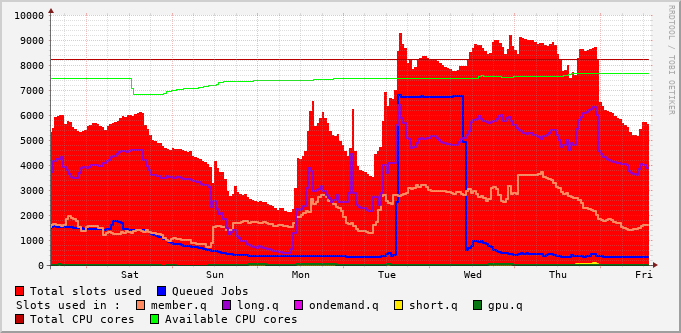 10000
9000
8000
7000
6000
5000
4000
3000
2000
1000
0
Sat Sun Mon Tue Wed Thu Fri
Total slots used Queued Jobs
Slots used in : member.q long.q ondemand.q short.q gpu.q
Total CPU cores Available CPU cores
RRDTOOL / TOBI OETIKER